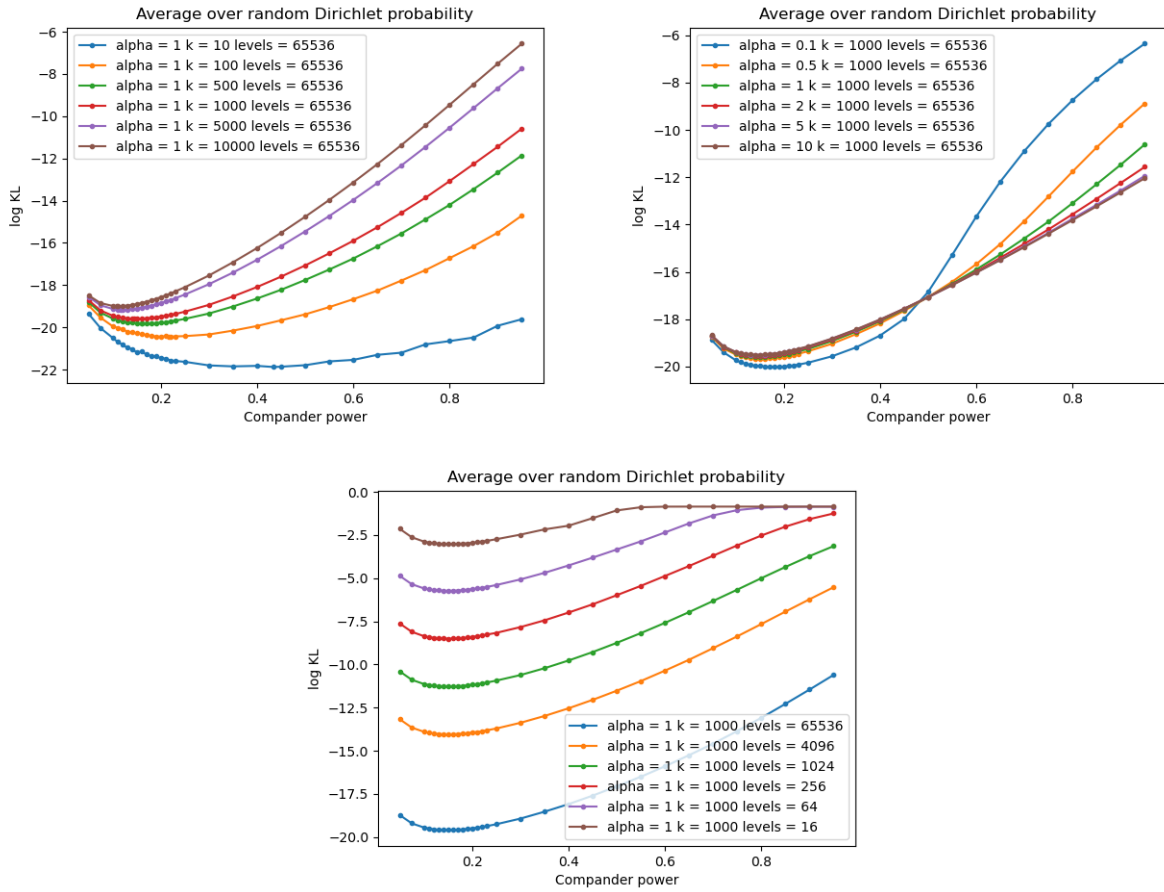 Average over random Dirichlet probability
−6
−8
−10
−12
−14
−16
−18
−20
−22
log KL
alpha = 1 k = 10 levels = 65536
alpha = 1 k = 100 levels = 65536
alpha = 1 k = 500 levels = 65536
alpha = 1 k = 1000 levels = 65536
alpha = 1 k = 5000 levels = 65536
alpha = 1 k = 10000 levels = 65536
0.2 0.4 0.6 0.8
Compander power
Average over random Dirichlet probability
−6
−8
−10
−12
−14
−16
−18
−20
log KL
alpha = 0.1 k = 1000 levels = 65536
alpha = 0.5 k = 1000 levels = 65536
alpha = 1 k = 1000 levels = 65536
alpha = 2 k = 1000 levels = 65536
alpha = 5 k = 1000 levels = 65536
alpha = 10 k = 1000 levels = 65536
0.2 0.4 0.6 0.8
Compander power
Average over random Dirichlet probability
0.0
−2.5
−5.0
−7.5
−10.0
−12.5
−15.0
−17.5
−20.0
log KL
alpha = 1 k = 1000 levels = 65536
alpha = 1 k = 1000 levels = 4096
alpha = 1 k = 1000 levels = 1024
alpha = 1 k = 1000 levels = 256
alpha = 1 k = 1000 levels = 64
alpha = 1 k = 1000 levels = 16
0.2 0.4 0.6 0.8
Compander power